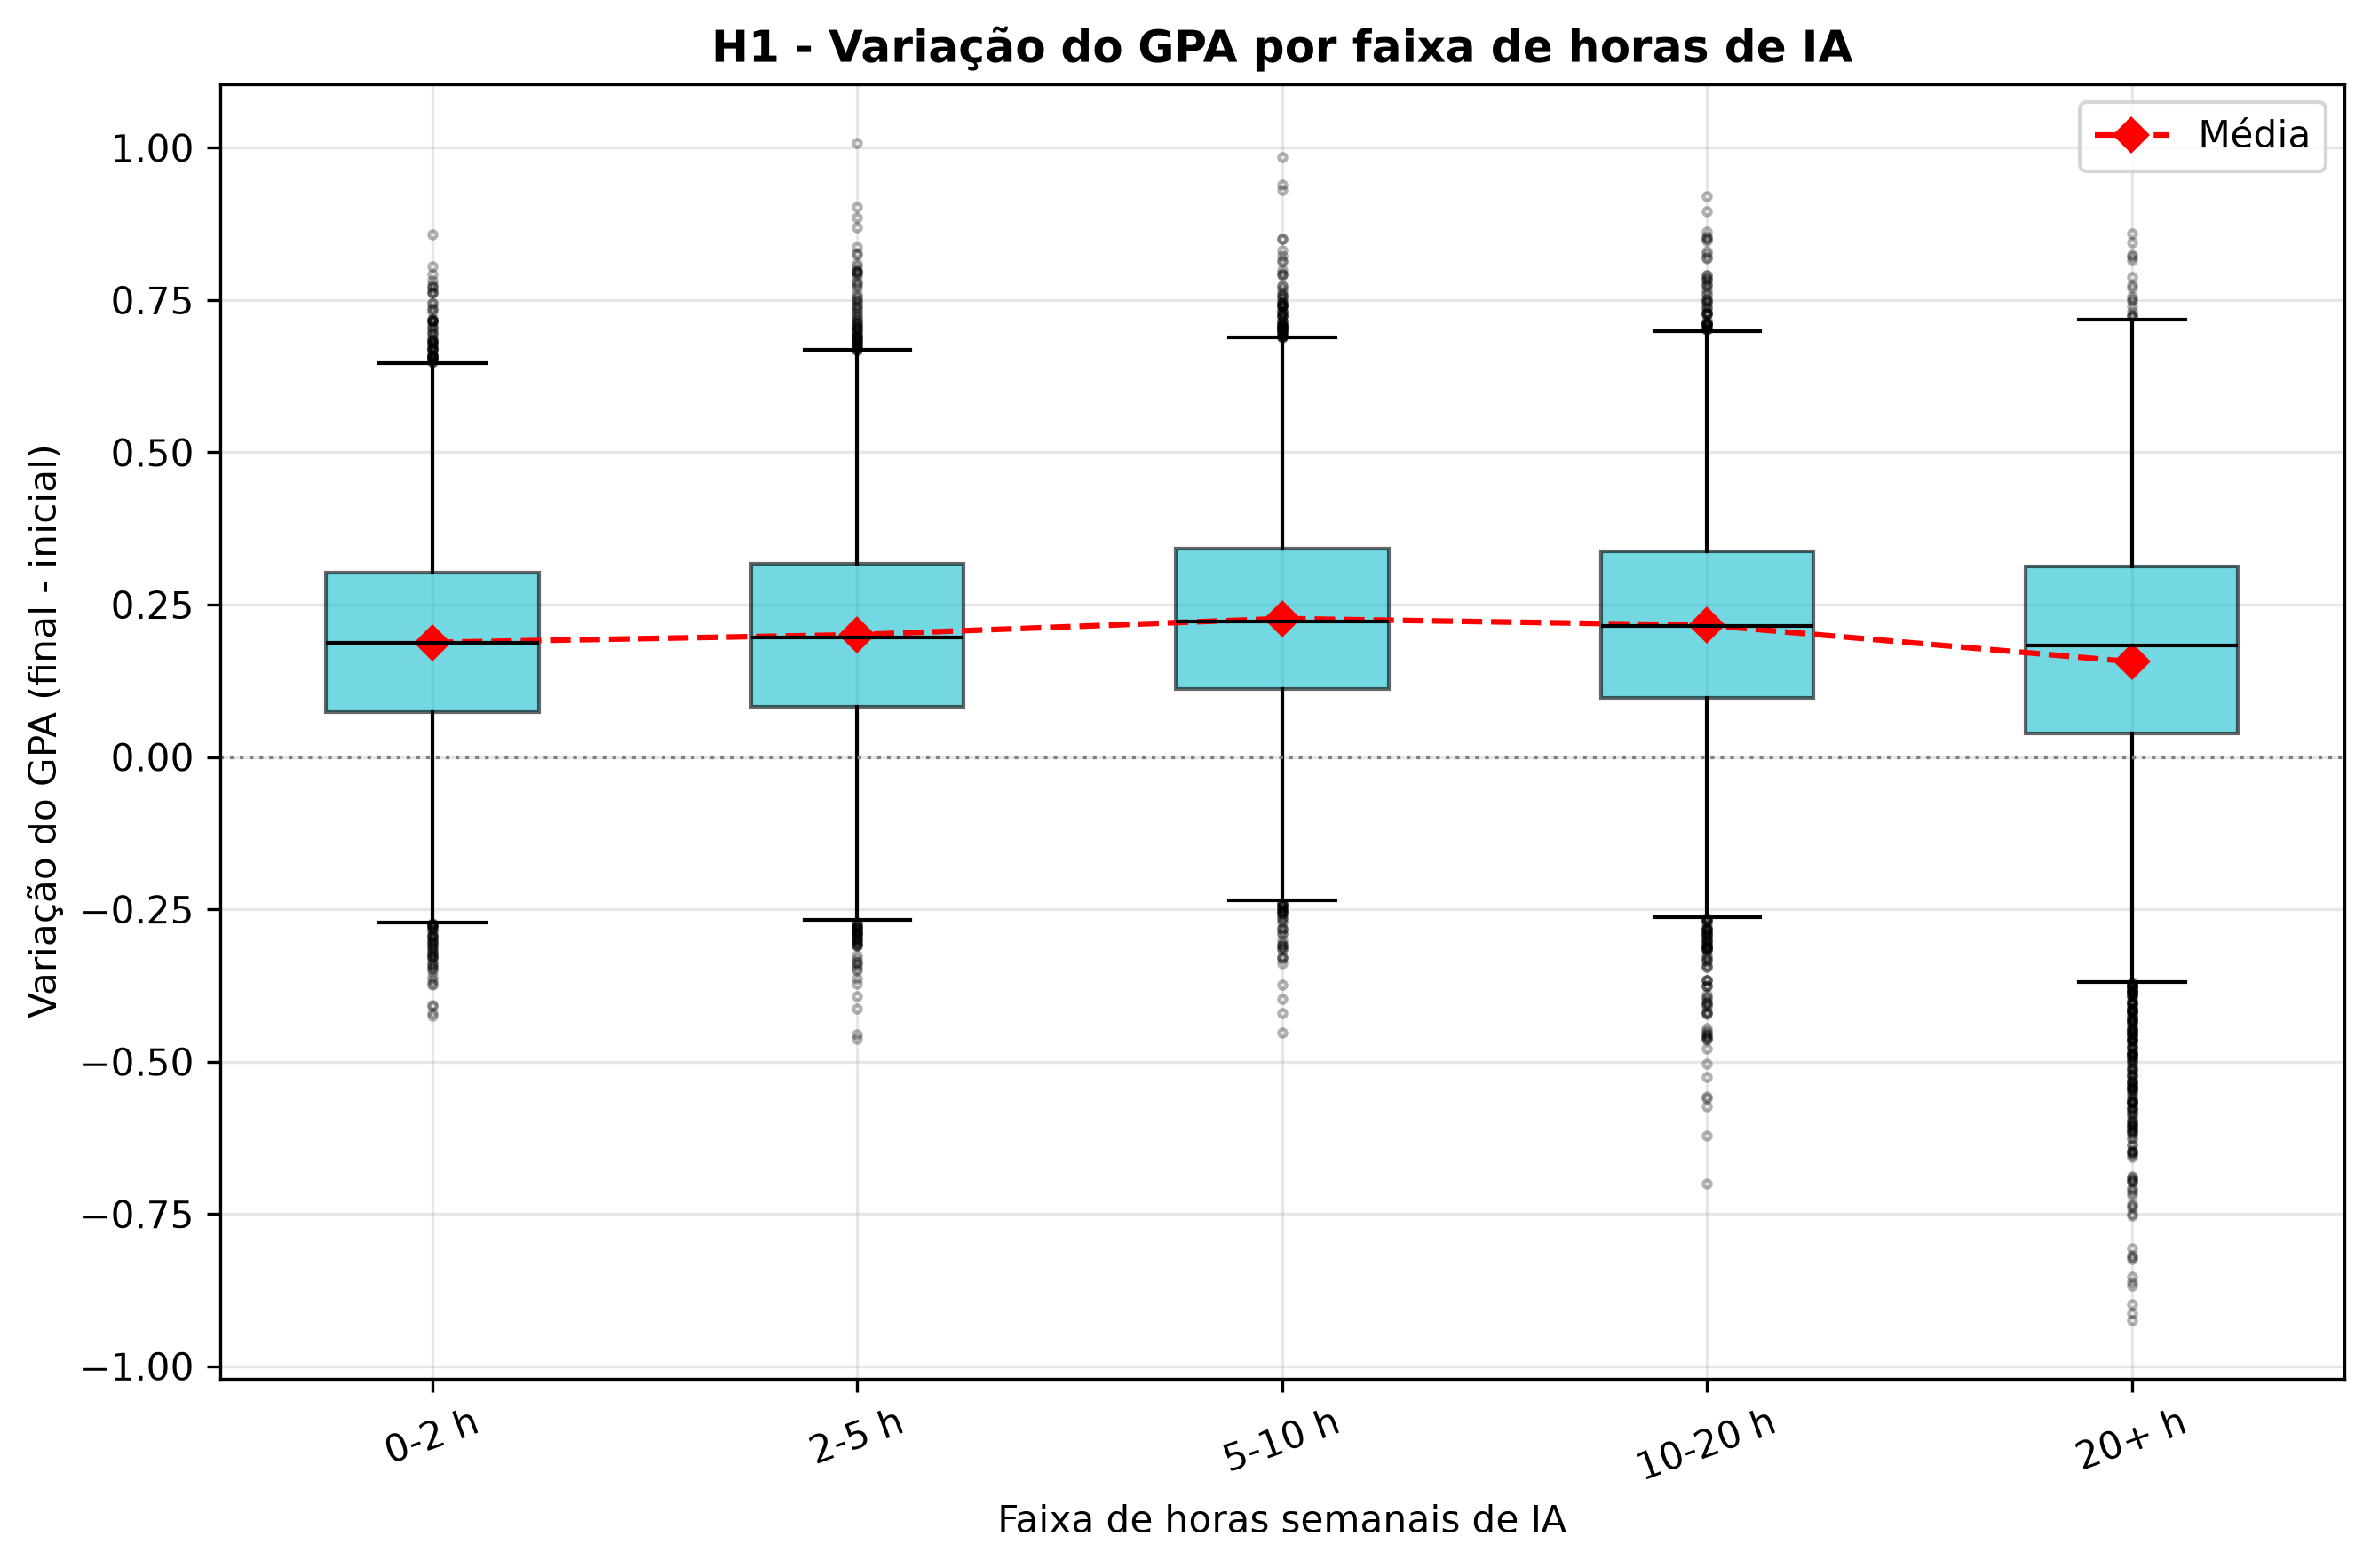 H1 - Variação do GPA por faixa de horas de IA
Média
Variação do GPA (final - inicial)
1.00
0.75
0.50
0.25
0.00
−0.25
−0.50
−0.75
−1.00
0-2 h
2-5 h
5-10 h
10-20 h
20+ h
Faixa de horas semanais de IA